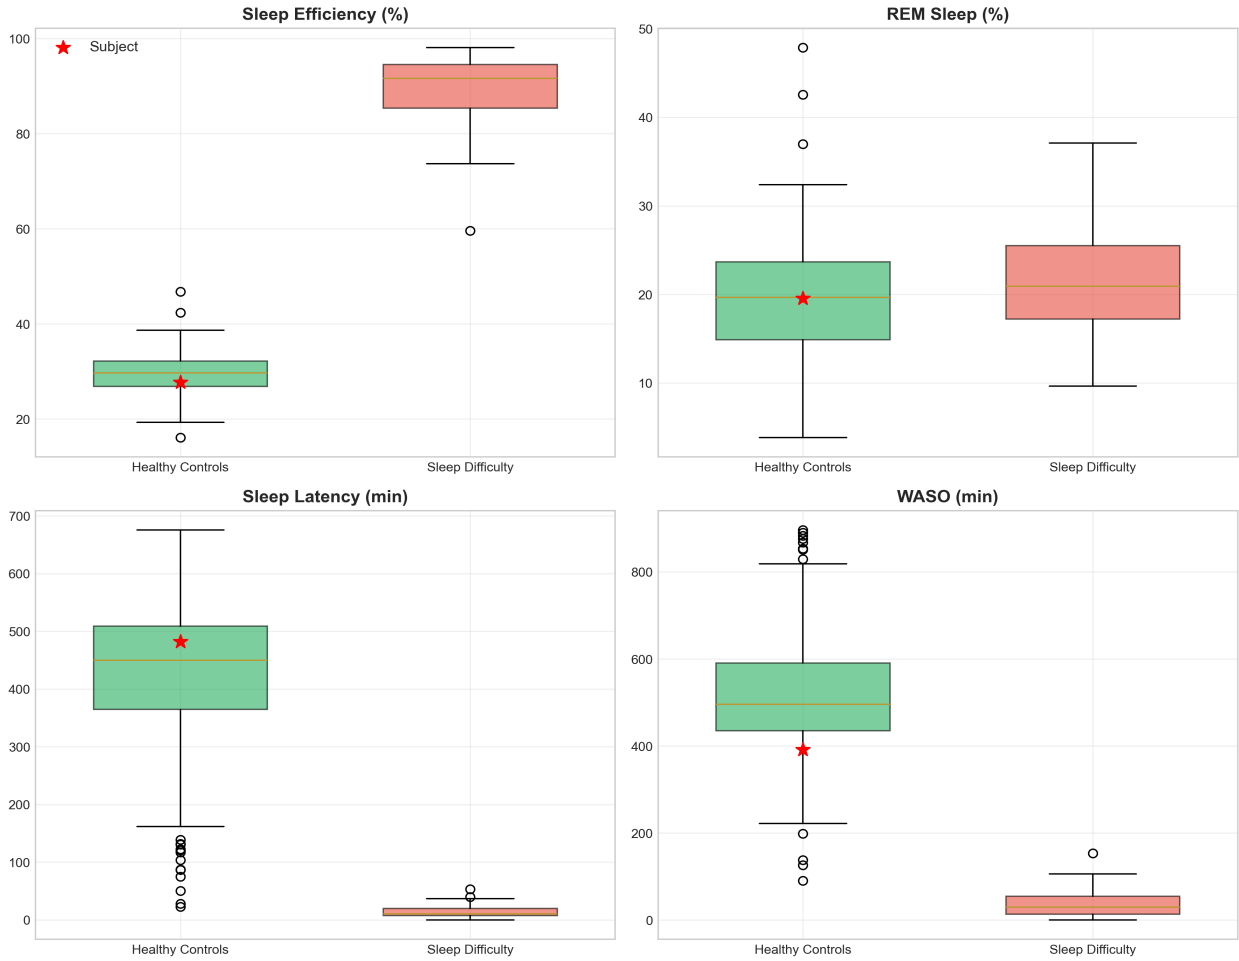 Sleep Efficiency (%)
100
80
60
40
20
Subject
Healthy Controls
Sleep Difficulty
REM Sleep (%)
50
40
30
20
10
Healthy Controls
Sleep Difficulty
Sleep Latency (min)
700
600
500
400
300
200
100
0
Healthy Controls
Sleep Difficulty
WASO (min)
800
600
400
200
0
Healthy Controls
Sleep Difficulty